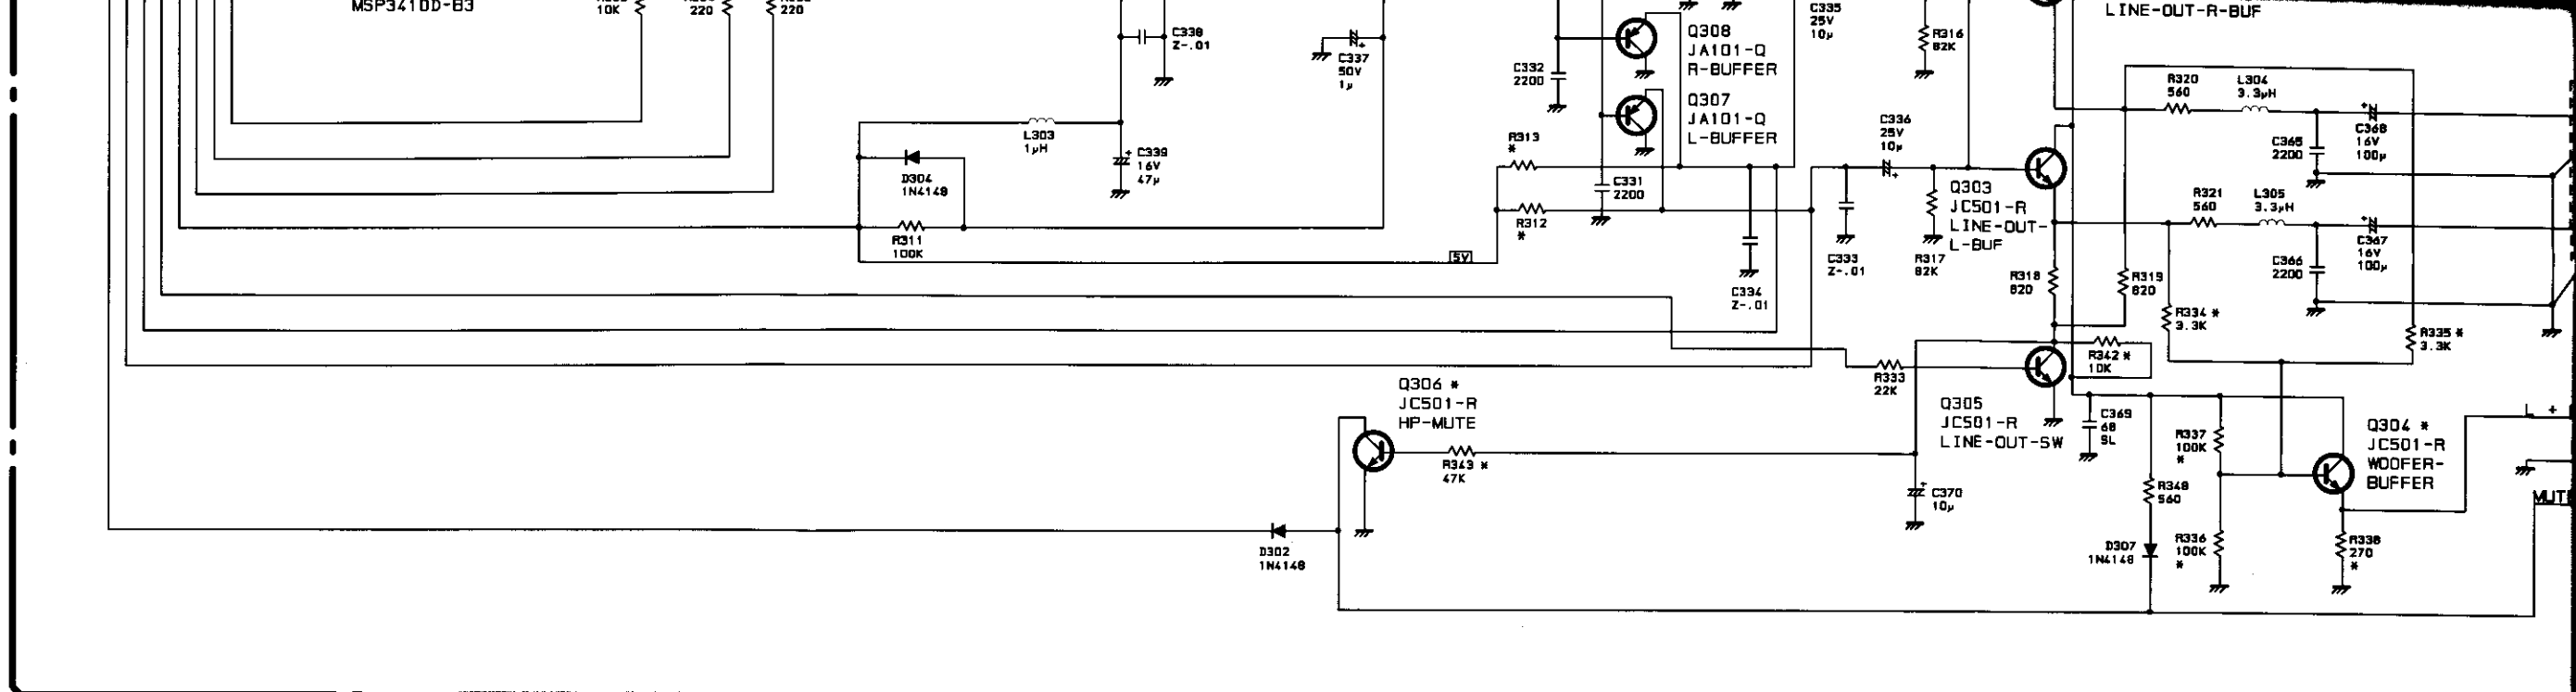 MSP3410D-B3
10K
220
220
C338
Z-.01
C337
50V
1µ
L303
1µH
C339
16V
47µ
D304
1N4148
R311
100K
5V
C332
2200
Q308
JA101-Q
R-BUFFER
Q307
JA101-Q
L-BUFFER
R313
*
R312
*
C331
2200
C335
25V
10µ
C336
25V
10µ
C334
Z-.01
C333
Z-.01
R316
82K
R317
82K
Q303
JC501-R
LINE-OUT-
L-BUF
LINE-OUT-R-BUF
R320
560
L304
3.3µH
C365
2200
C368
16V
100µ
R321
560
L305
3.3µH
C366
2200
C367
16V
100µ
R318
820
R319
820
R334 *
3.3K
R335 *
3.3K
R342 *
10K
R333
22K
Q305
JC501-R
LINE-OUT-SW
Q306 *
JC501-R
HP-MUTE
R343 *
47K
C370
10µ
C369
68
SL
R337
100K
*
R348
560
R336
100K
*
D307
1N4148
Q304 *
JC501-R
WOOFER-
BUFFER
R338
270
*
L +
D302
1N4148